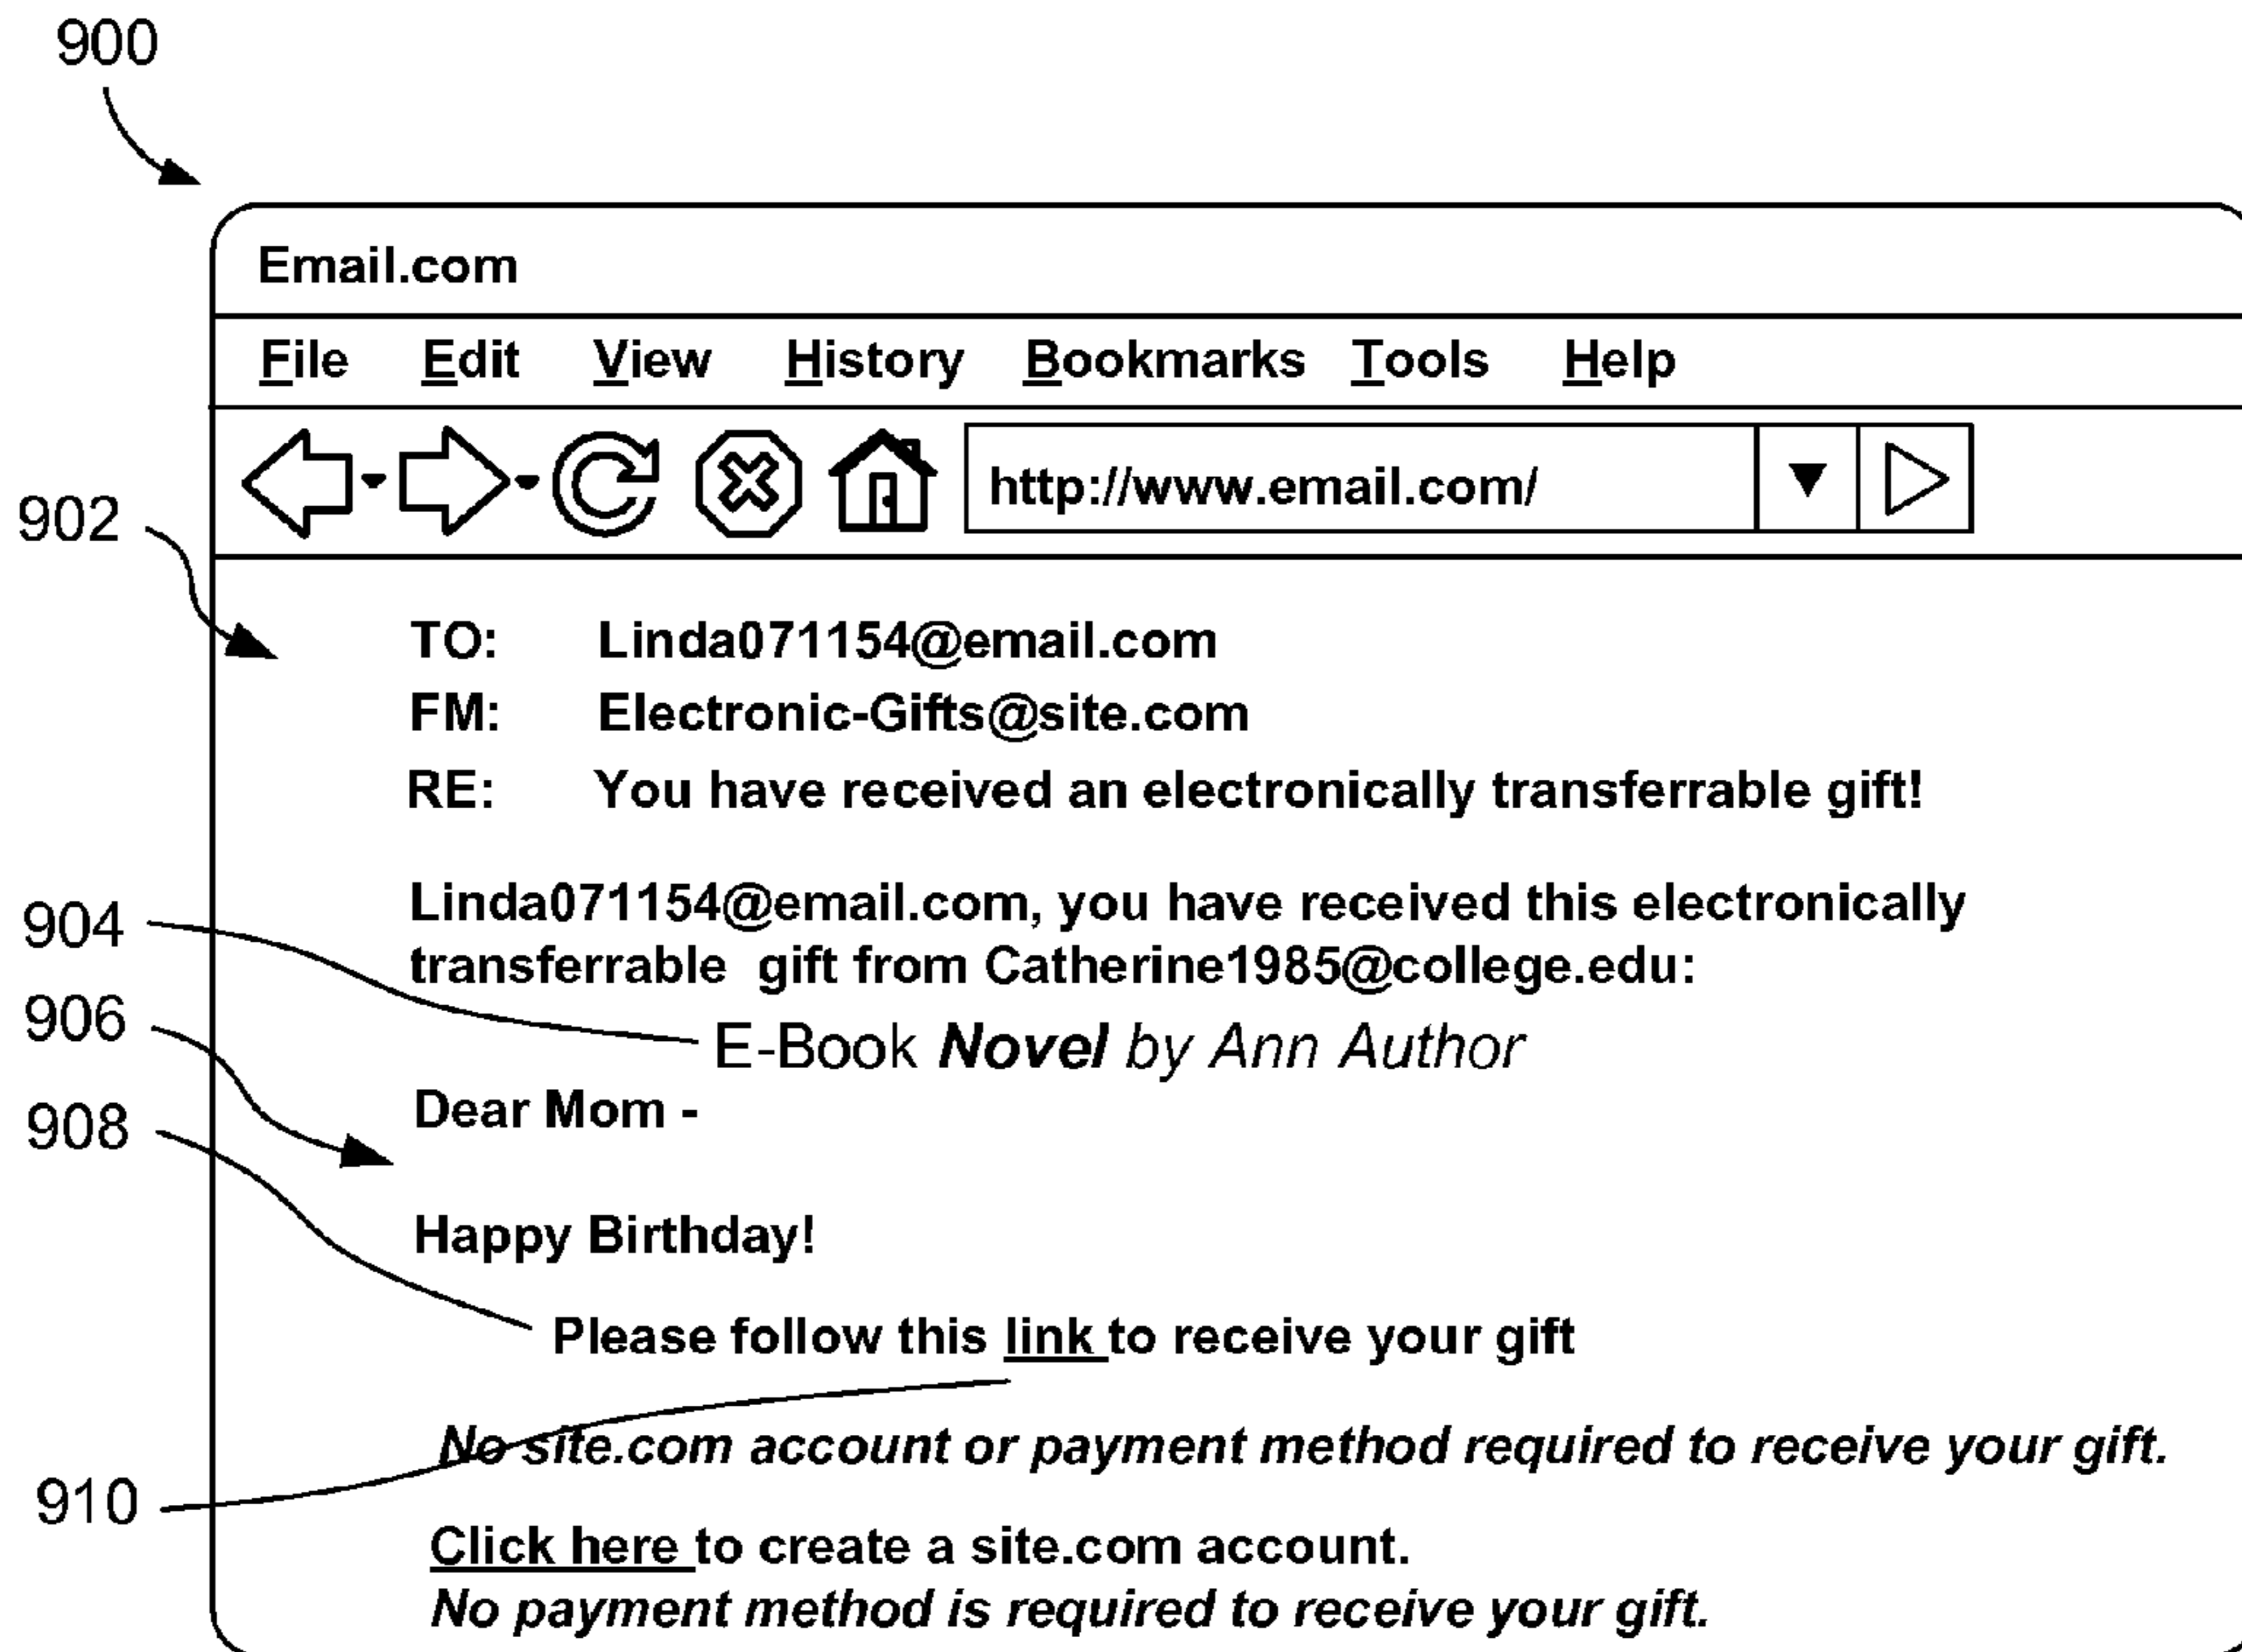 900
Email.com
File Edit View History Bookmarks Tools Help
http://www.email.com/
902
TO: Linda071154@email.com
FM: Electronic-Gifts@site.com
RE: You have received an electronically transferrable gift!
904
Linda071154@email.com, you have received this electronically
transferrable gift from Catherine1985@college.edu:
906
E-Book Novel by Ann Author
908
Dear Mom -
Happy Birthday!
Please follow this link to receive your gift
No site.com account or payment method required to receive your gift.
910
Click here to create a site.com account.
No payment method is required to receive your gift.